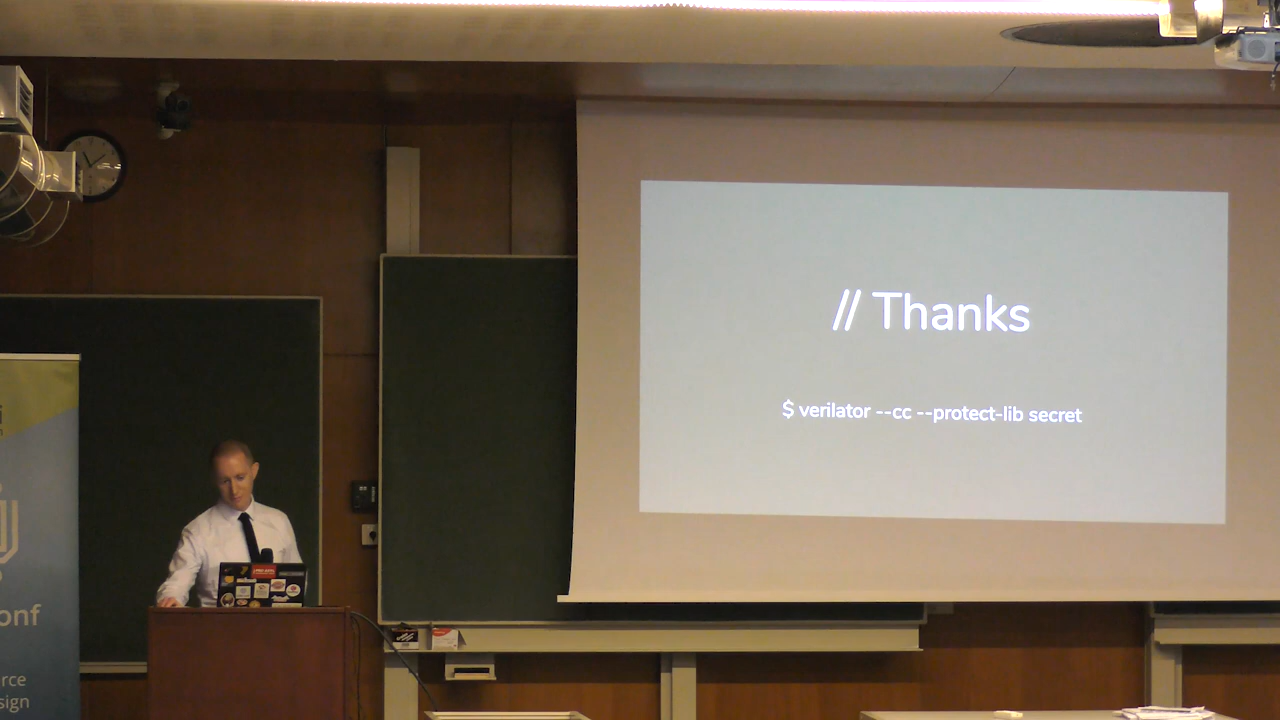 // Thanks
$ verilator --cc --protect-lib secret
onf
rce
sign